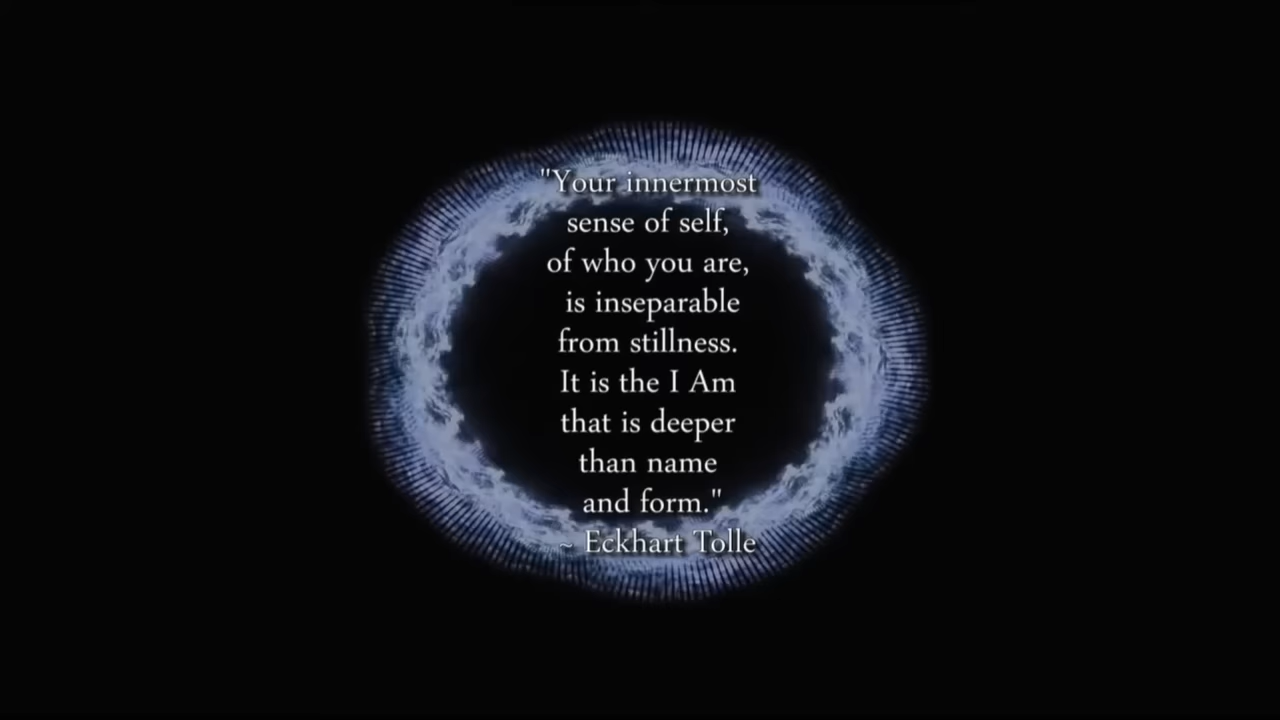 "Your innermost
sense of self,
of who you are,
is inseparable
from stillness.
It is the I Am
that is deeper
than name
and form."
~ Eckhart Tolle